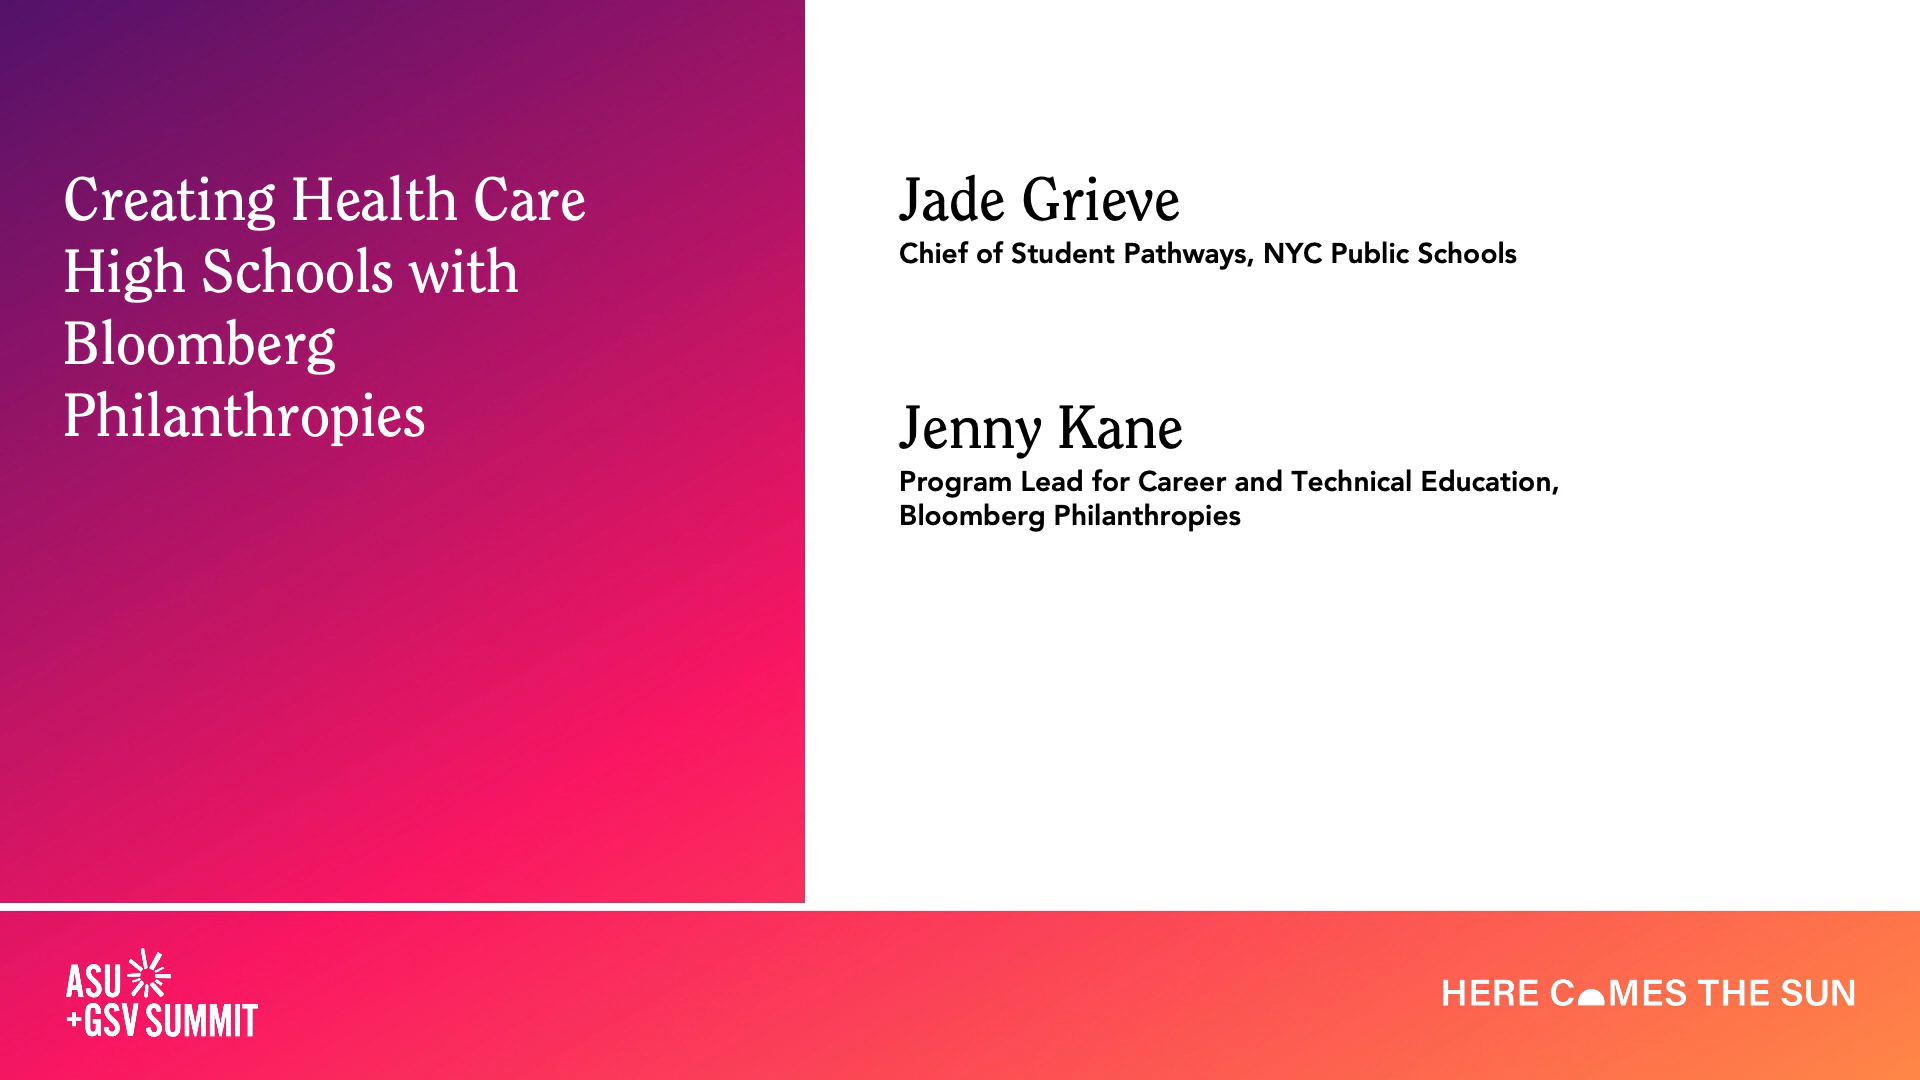 Creating Health Care
High Schools with
Bloomberg
Philanthropies
Jade Grieve
Chief of Student Pathways, NYC Public Schools
Jenny Kane
Program Lead for Career and Technical Education,
Bloomberg Philanthropies
ASU
+GSV SUMMIT
HERE COMES THE SUN